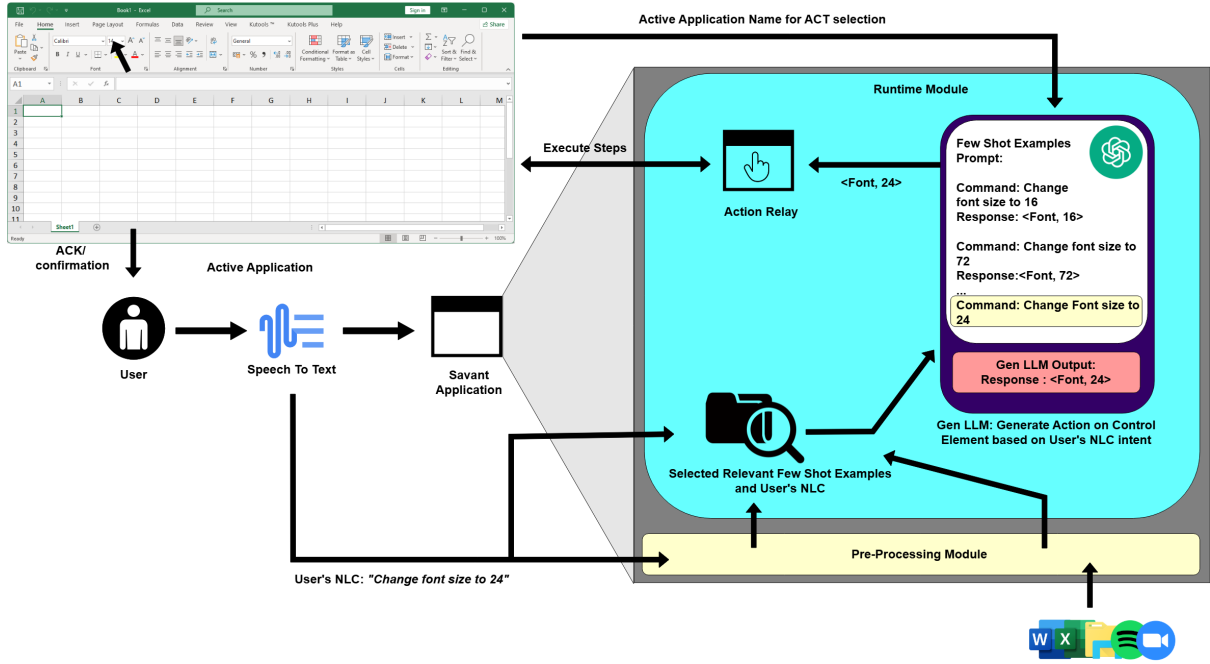 Book1 - Excel
Search
Sign in
File Home Insert Page Layout Formulas Data Review View Kutools ™ Kutools Plus Help
Share
Paste
Calibri
14
General
Conditional Formatting
Format as Table
Cell Styles
Insert
Delete
Format
Sort & Filter
Find & Select
Clipboard Font Alignment Number Styles Cells Editing
A1
A B C D E F G H I J K L M
1
2
3
4
5
6
7
8
9
10
11
Sheet1
Ready
100%
Active Application Name for ACT selection
Runtime Module
Execute Steps
Action Relay
<Font, 24>
Few Shot Examples
Prompt:
Command: Change
font size to 16
Response: <Font, 16>
Command: Change font size to
72
Response:<Font, 72>
...
Command: Change Font size to
24
Gen LLM Output:
Response : <Font, 24>
Gen LLM: Generate Action on Control
Element based on User's NLC intent
ACK/
confirmation
Active Application
User
Speech To Text
Savant
Application
Selected Relevant Few Shot Examples
and User's NLC
Pre-Processing Module
User's NLC: "Change font size to 24"
W X